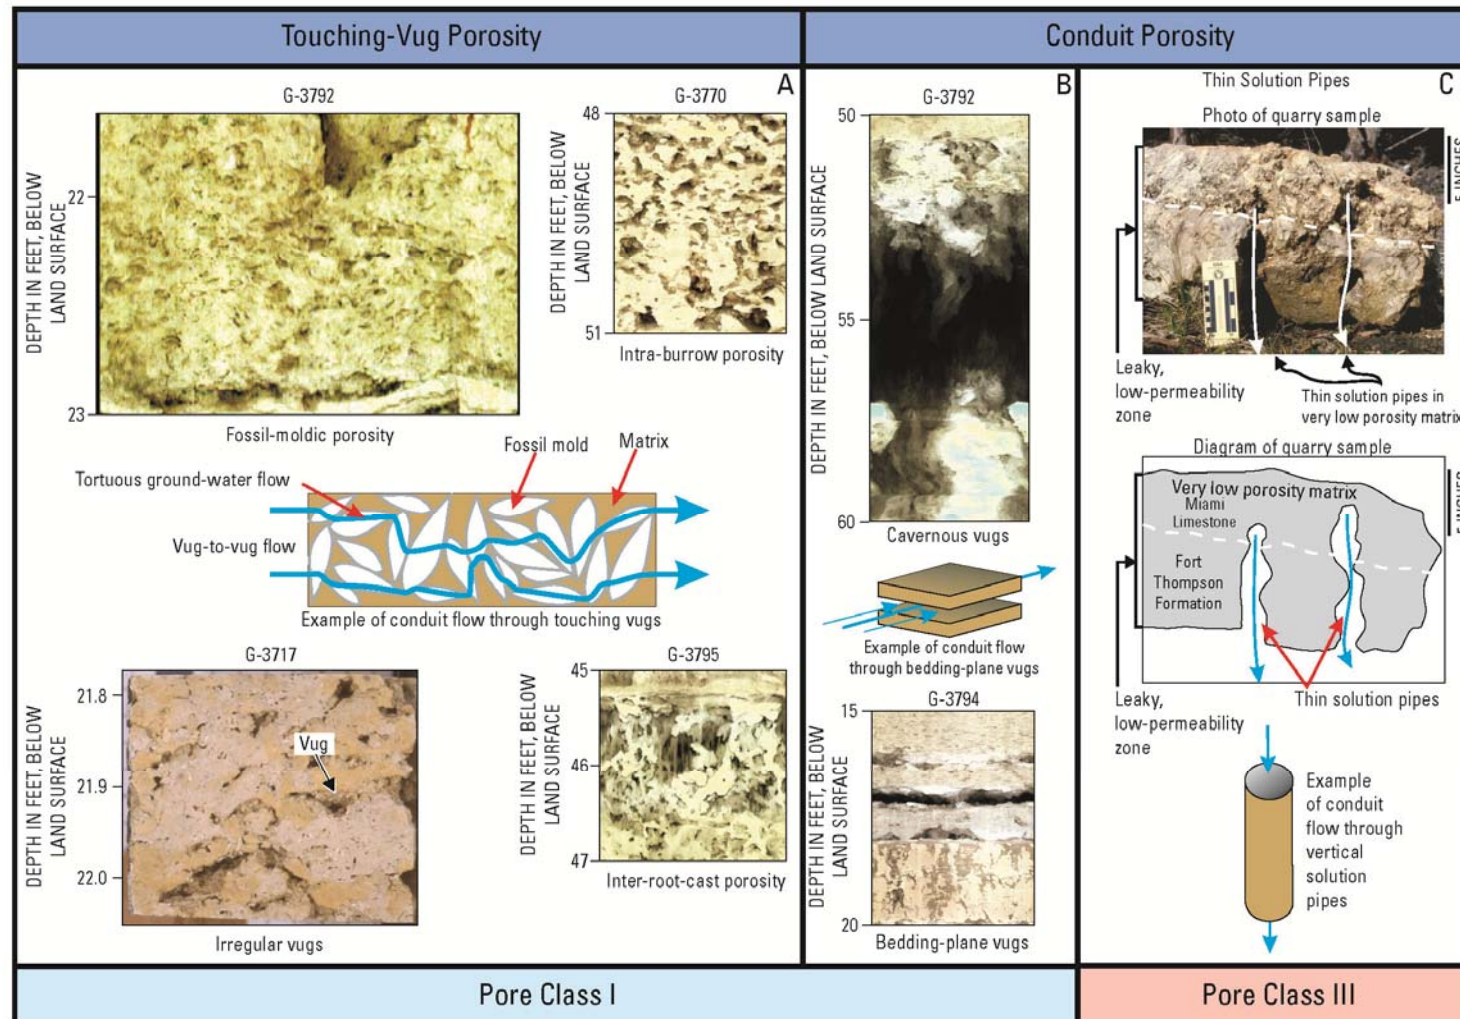 Touching-Vug Porosity
Conduit Porosity
A
G-3792
DEPTH IN FEET, BELOW
LAND SURFACE
22
23
Fossil-moldic porosity
G-3770
DEPTH IN FEET, BELOW
LAND SURFACE
48
51
Intra-burrow porosity
Tortuous ground-water flow
Fossil mold
Matrix
Vug-to-vug flow
Example of conduit flow through touching vugs
G-3717
DEPTH IN FEET, BELOW
LAND SURFACE
21.8
21.9
22.0
Vug
Irregular vugs
G-3795
DEPTH IN FEET, BELOW
LAND SURFACE
45
46
47
Inter-root-cast porosity
B
G-3792
DEPTH IN FEET, BELOW LAND SURFACE
50
55
60
Cavernous vugs
Example of conduit flow
through bedding-plane vugs
G-3794
DEPTH IN FEET, BELOW
LAND SURFACE
15
20
Bedding-plane vugs
Thin Solution Pipes
C
Photo of quarry sample
INCHES
Leaky,
low-permeability
zone
Thin solution pipes in
very low porosity matrix
Diagram of quarry sample
Very low porosity matrix
Miami
Limestone
Fort
Thompson
Formation
INCHES
Leaky,
low-permeability
zone
Thin solution pipes
Example
of conduit
flow through
vertical
solution
pipes
Pore Class I
Pore Class III